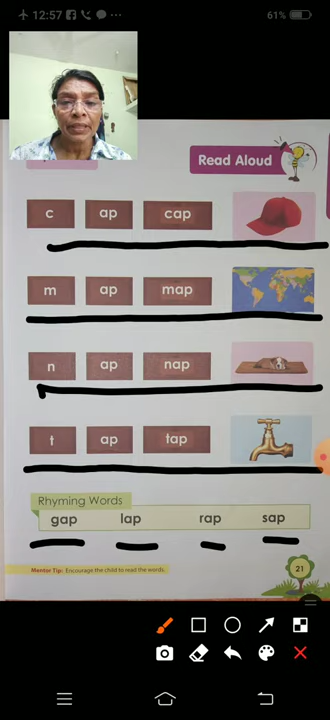 12:57
61%
Read Aloud
c ap cap
m ap map
n ap nap
t ap tap
Rhyming Words
gap lap rap sap
Mentor Tip: Encourage the child to read the words.
21